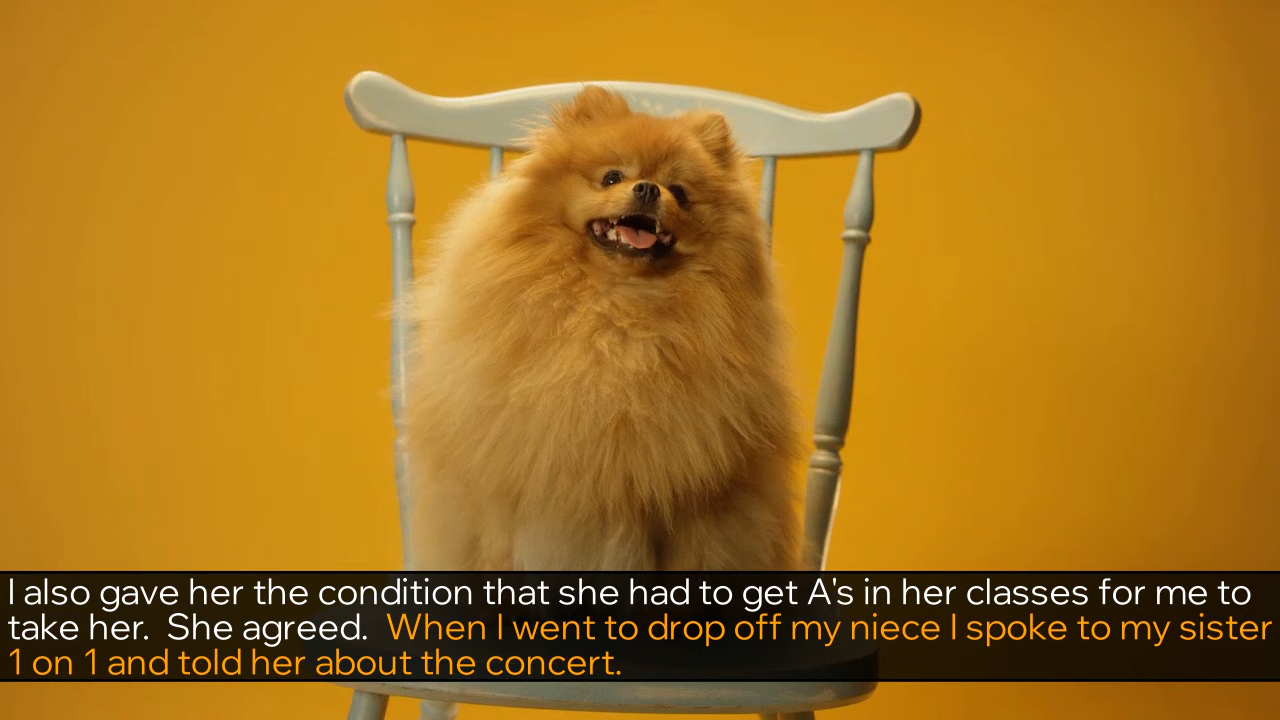 I also gave her the condition that she had to get A's in her classes for me to
take her.  She agreed.  When I went to drop off my niece I spoke to my sister
1 on 1 and told her about the concert.